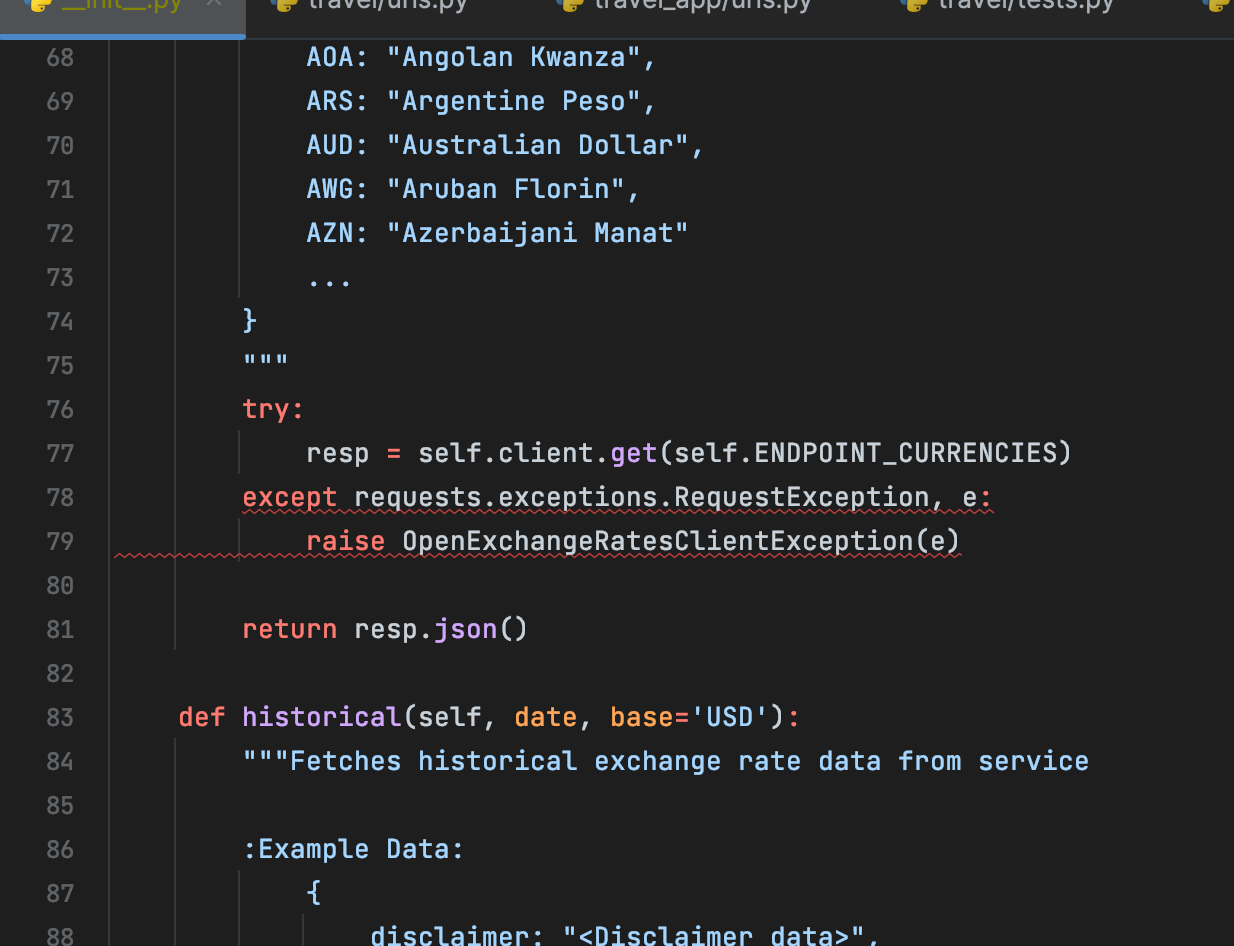 __init__.py travel/urls.py travel_app/urls.py travel/tests.py
68 AOA: "Angolan Kwanza",
69 ARS: "Argentine Peso",
70 AUD: "Australian Dollar",
71 AWG: "Aruban Florin",
72 AZN: "Azerbaijani Manat"
73 ...
74 }
75 """
76 try:
77 resp = self.client.get(self.ENDPOINT_CURRENCIES)
78 except requests.exceptions.RequestException, e:
79 raise OpenExchangeRatesClientException(e)
80
81 return resp.json()
82
83 def historical(self, date, base='USD'):
84 """Fetches historical exchange rate data from service
85
86 :Example Data:
87 {
88 disclaimer: "<Disclaimer data>",